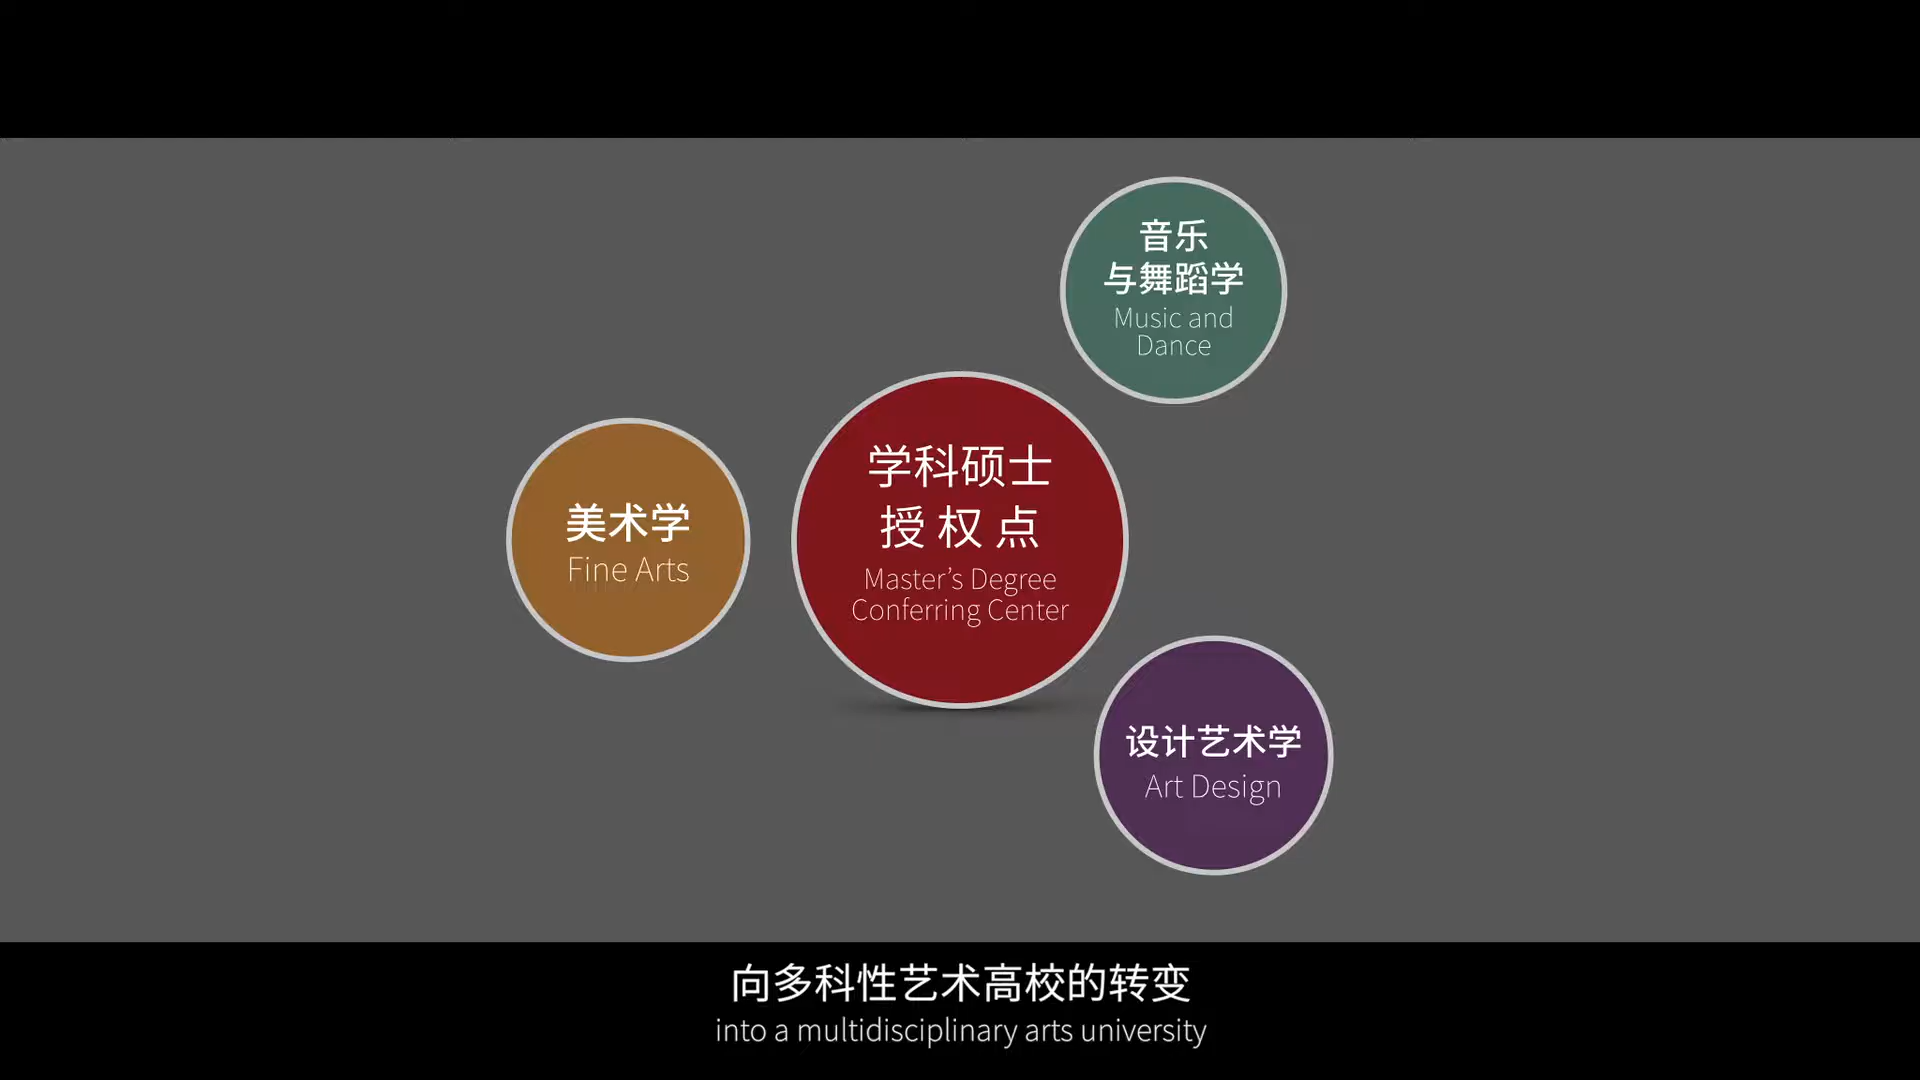 音乐
与舞蹈学
Music and
Dance
美术学
Fine Arts
学科硕士
授权点
Master’s Degree
Conferring Center
设计艺术学
Art Design
向多科性艺术高校的转变
into a multidisciplinary arts university